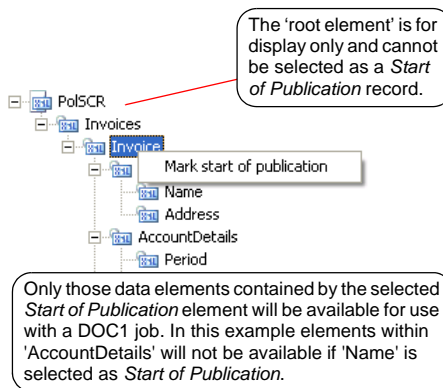 The ‘root element’ is for
display only and cannot
be selected as a Start
of Publication record.
PolSCR
Invoices
Invoice
Mark start of publication
Name
Address
AccountDetails
Period
Only those data elements contained by the selected
Start of Publication element will be available for use
with a DOC1 job. In this example elements within
'AccountDetails' will not be available if 'Name' is
selected as Start of Publication.